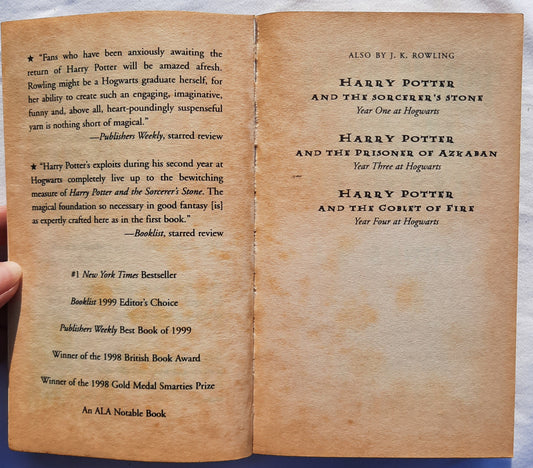 ★ “Fans who have been anxiously awaiting the
return of Harry Potter will be amazed afresh.
Rowling might be a Hogwarts graduate herself, for
her ability to create such an engaging, imaginative,
funny and, above all, heart-poundingly suspenseful
yarn is nothing short of magical.”
—Publishers Weekly, starred review
★ “Harry Potter’s exploits during his second year at
Hogwarts completely live up to the bewitching
measure of Harry Potter and the Sorcerer’s Stone. The
magical foundation so necessary in good fantasy [is]
as expertly crafted here as in the first book.”
—Booklist, starred review
#1 New York Times Bestseller
Booklist 1999 Editor’s Choice
Publishers Weekly Best Book of 1999
Winner of the 1998 British Book Award
Winner of the 1998 Gold Medal Smarties Prize
An ALA Notable Book
ALSO BY J. K. ROWLING
HARRY POTTER
AND THE SORCERER’S STONE
Year One at Hogwarts
HARRY POTTER
AND THE PRISONER OF AZKABAN
Year Three at Hogwarts
HARRY POTTER
AND THE GOBLET OF FIRE
Year Four at Hogwarts